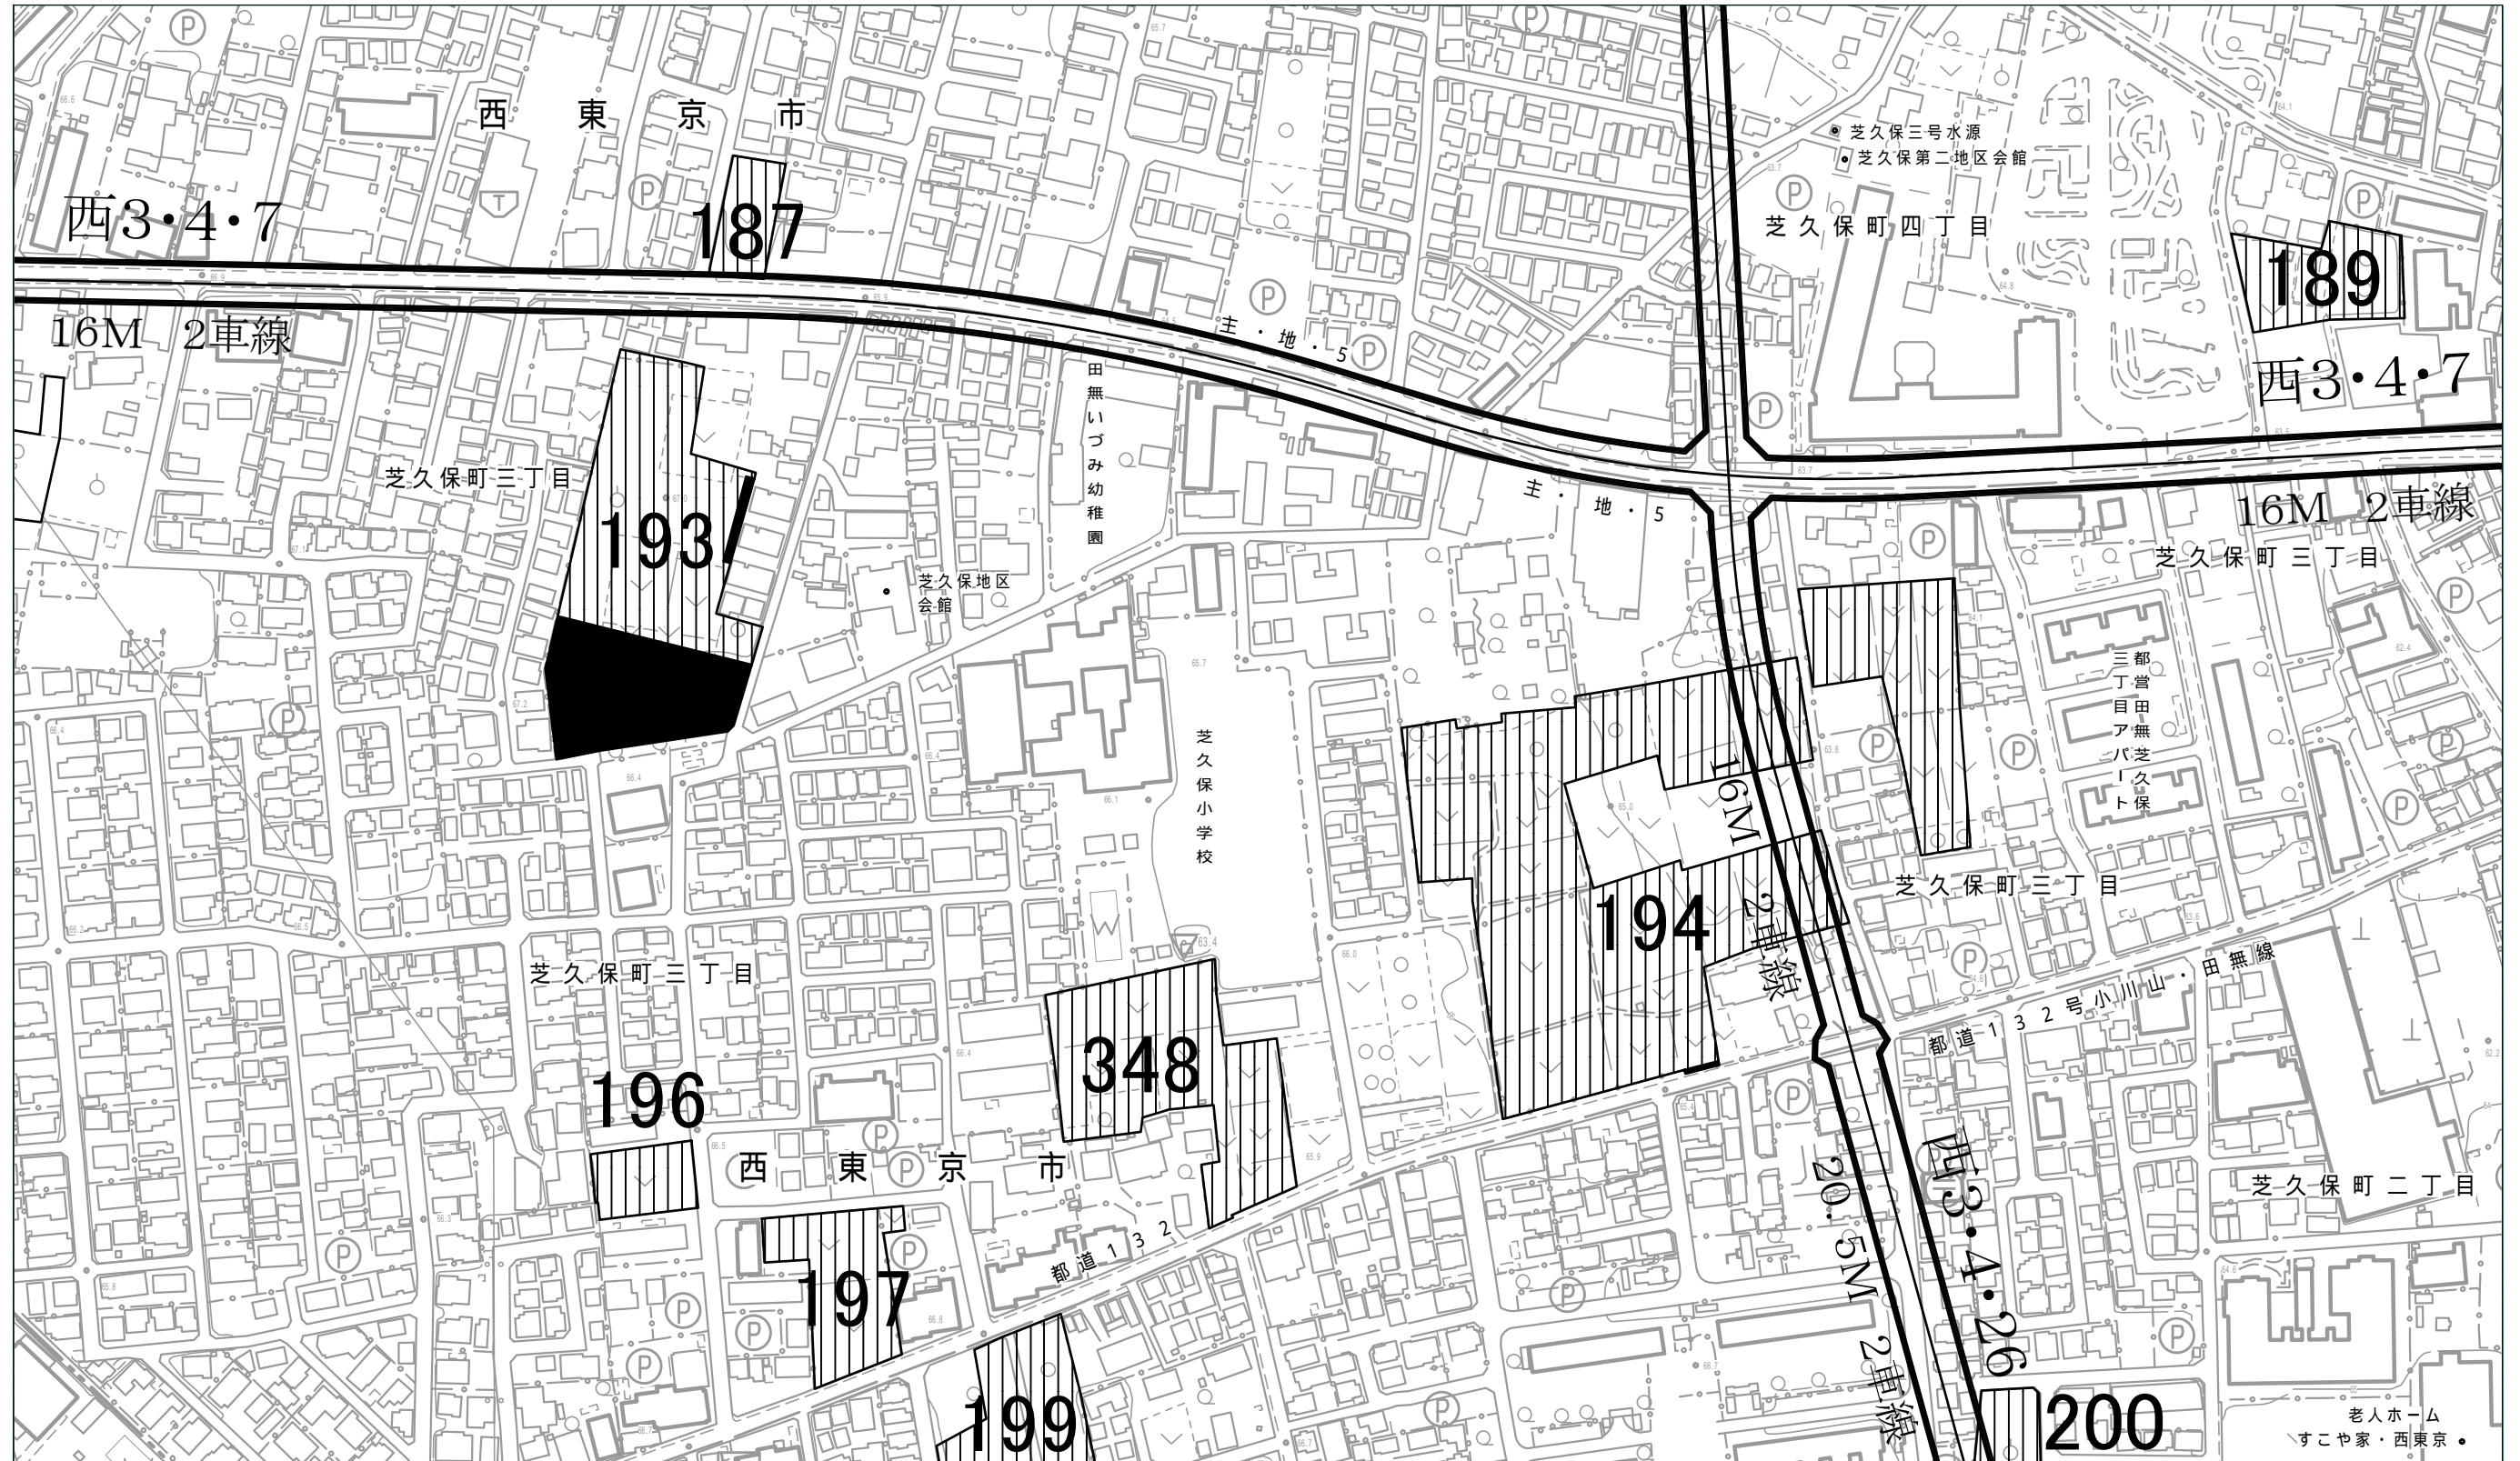 西東京市
西3・4・7
187
189
16M 2車線
芝久保三号水源
芝久保第二地区会館
芝久保町四丁目
主・地・5
西3・4・7
田無いづみ幼稚園
芝久保町三丁目
主・地・5
16M 2車線
芝久保町三丁目
193
芝久保地区
会館
都営田無芝久保
三丁目アパート
芝久保小学校
16M
2車線
194
芝久保町三丁目
芝久保町三丁目
都道132号小川山・田無線
348
196
西東京市
西3・4・26
20.5M 2車線
芝久保町二丁目
都道132
197
199
200
老人ホーム
すこや家・西東京